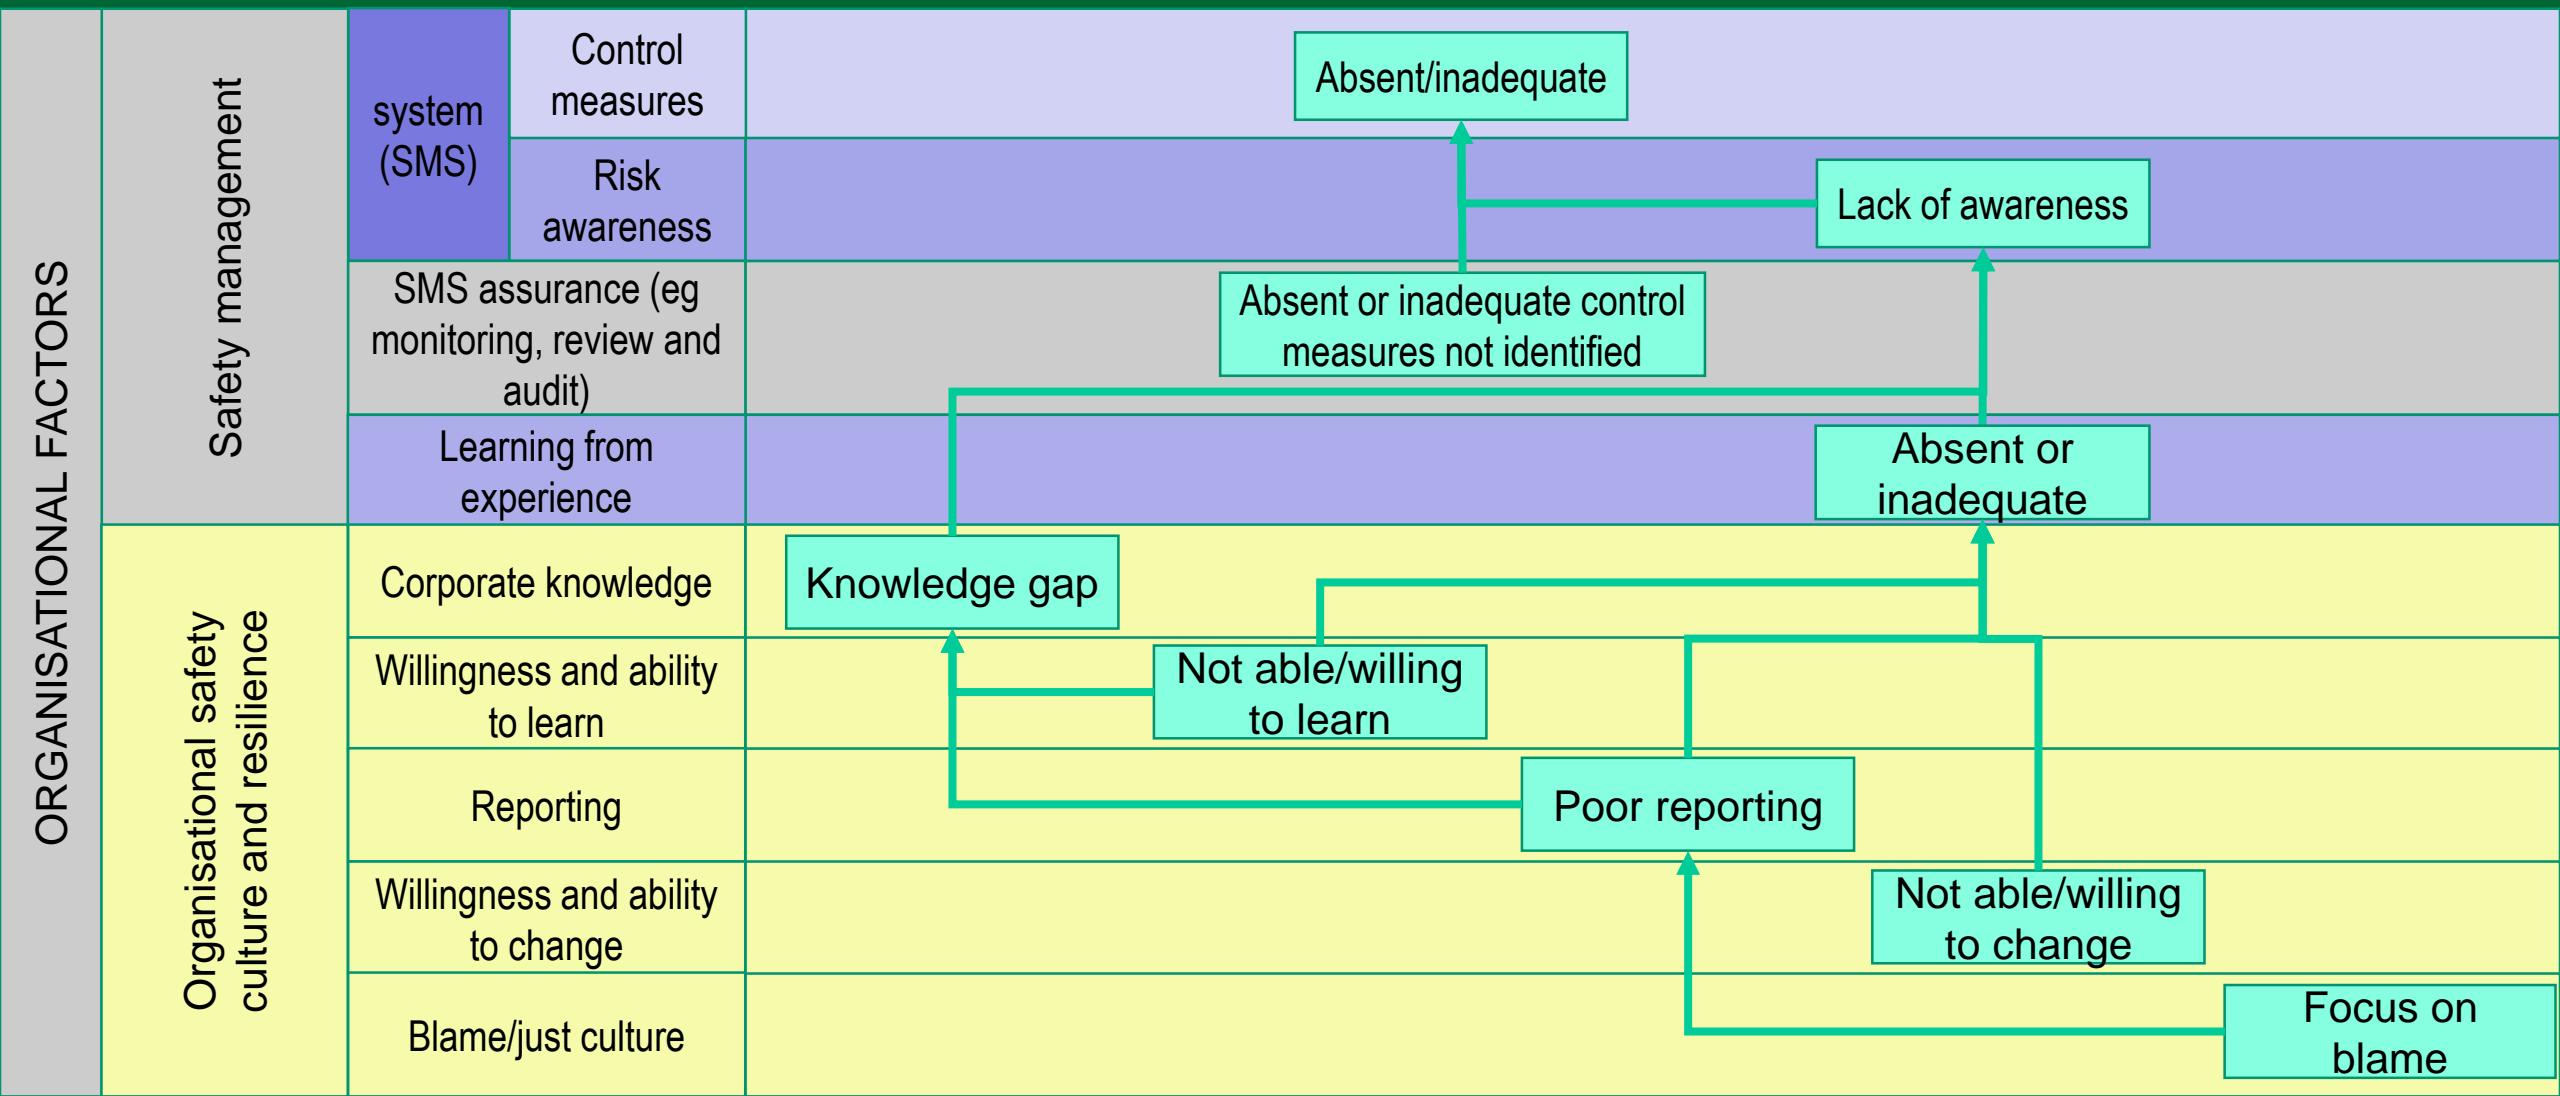 ORGANISATIONAL FACTORS
Safety management
system
(SMS)
Control
measures
Absent/inadequate
Risk
awareness
Lack of awareness
SMS assurance (eg
monitoring, review and
audit)
Absent or inadequate control
measures not identified
Learning from
experience
Absent or
inadequate
Organisational safety
culture and resilience
Corporate knowledge
Knowledge gap
Willingness and ability
to learn
Not able/willing
to learn
Reporting
Poor reporting
Willingness and ability
to change
Not able/willing
to change
Blame/just culture
Focus on
blame